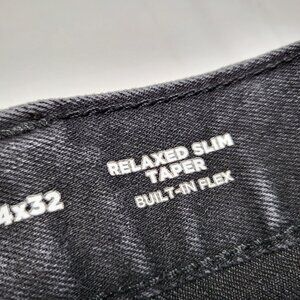 4x32
RELAXED SLIM
TAPER
BUILT-IN FLEX